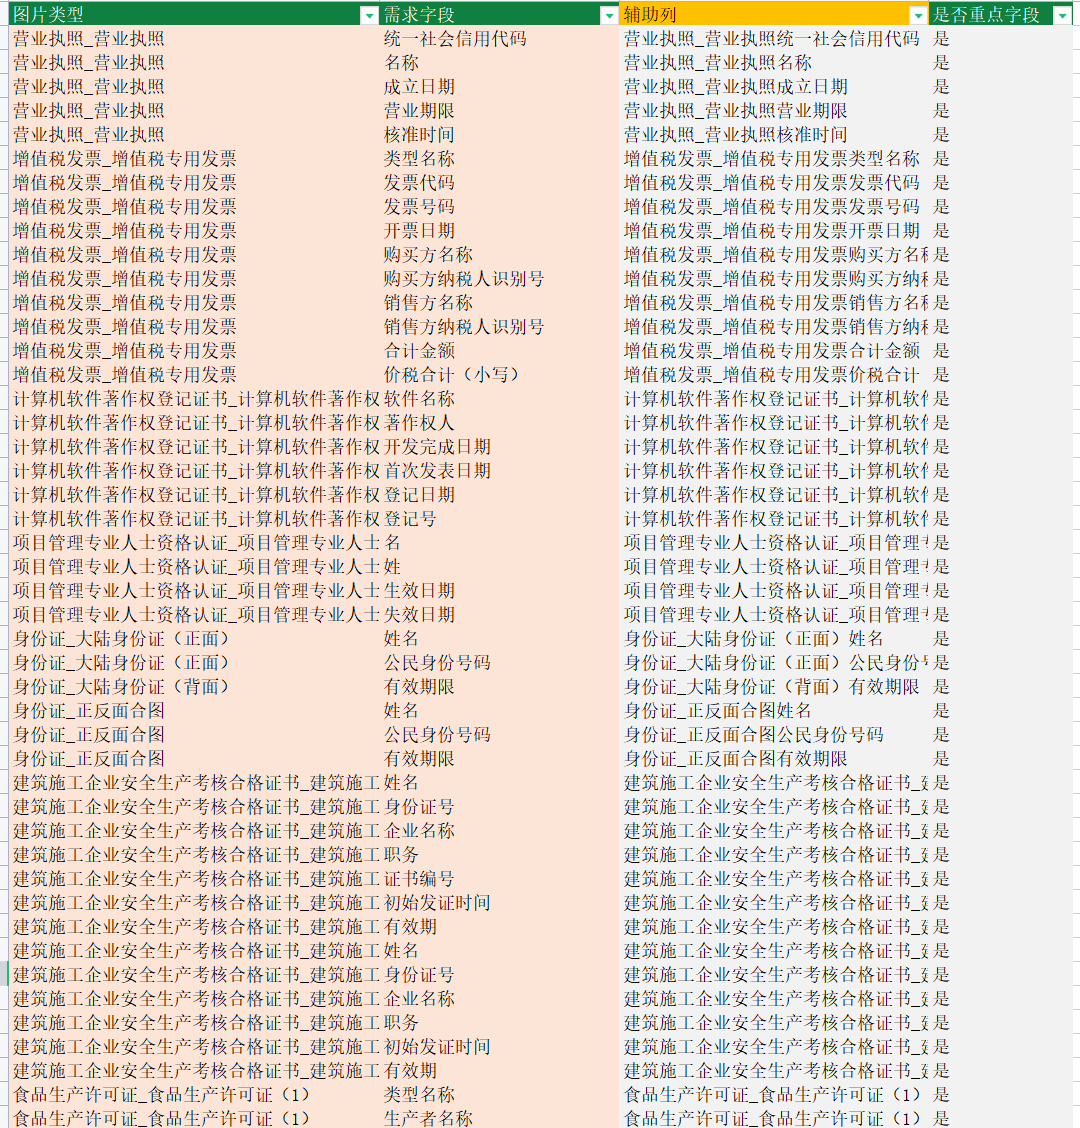 图片类型 需求字段 辅助列 是否重点字段
营业执照_营业执照 统一社会信用代码 营业执照_营业执照统一社会信用代码 是
营业执照_营业执照 名称 营业执照_营业执照名称 是
营业执照_营业执照 成立日期 营业执照_营业执照成立日期 是
营业执照_营业执照 营业期限 营业执照_营业执照营业期限 是
营业执照_营业执照 核准时间 营业执照_营业执照核准时间 是
增值税发票_增值税专用发票 类型名称 增值税发票_增值税专用发票类型名称 是
增值税发票_增值税专用发票 发票代码 增值税发票_增值税专用发票发票代码 是
增值税发票_增值税专用发票 发票号码 增值税发票_增值税专用发票发票号码 是
增值税发票_增值税专用发票 开票日期 增值税发票_增值税专用发票开票日期 是
增值税发票_增值税专用发票 购买方名称 增值税发票_增值税专用发票购买方名 是
增值税发票_增值税专用发票 购买方纳税人识别号 增值税发票_增值税专用发票购买方纳 是
增值税发票_增值税专用发票 销售方名称 增值税发票_增值税专用发票销售方名 是
增值税发票_增值税专用发票 销售方纳税人识别号 增值税发票_增值税专用发票销售方纳 是
增值税发票_增值税专用发票 合计金额 增值税发票_增值税专用发票合计金额 是
增值税发票_增值税专用发票 价税合计（小写） 增值税发票_增值税专用发票价税合计 是
计算机软件著作权登记证书_计算机软件著作权 软件名称 计算机软件著作权登记证书_计算机软 是
计算机软件著作权登记证书_计算机软件著作权 著作权人 计算机软件著作权登记证书_计算机软 是
计算机软件著作权登记证书_计算机软件著作权 开发完成日期 计算机软件著作权登记证书_计算机软 是
计算机软件著作权登记证书_计算机软件著作权 首次发表日期 计算机软件著作权登记证书_计算机软 是
计算机软件著作权登记证书_计算机软件著作权 登记日期 计算机软件著作权登记证书_计算机软 是
计算机软件著作权登记证书_计算机软件著作权 登记号 计算机软件著作权登记证书_计算机软 是
项目管理专业人士资格认证_项目管理专业人士 名 项目管理专业人士资格认证_项目管理 是
项目管理专业人士资格认证_项目管理专业人士 姓 项目管理专业人士资格认证_项目管理 是
项目管理专业人士资格认证_项目管理专业人士 生效日期 项目管理专业人士资格认证_项目管理 是
项目管理专业人士资格认证_项目管理专业人士 失效日期 项目管理专业人士资格认证_项目管理 是
身份证_大陆身份证（正面） 姓名 身份证_大陆身份证（正面）姓名 是
身份证_大陆身份证（正面） 公民身份号码 身份证_大陆身份证（正面）公民身份 是
身份证_大陆身份证（背面） 有效期限 身份证_大陆身份证（背面）有效期限 是
身份证_正反面合图 姓名 身份证_正反面合图姓名 是
身份证_正反面合图 公民身份号码 身份证_正反面合图公民身份号码 是
身份证_正反面合图 有效期限 身份证_正反面合图有效期限 是
建筑施工企业安全生产考核合格证书_建筑施工 姓名 建筑施工企业安全生产考核合格证书_ 是
建筑施工企业安全生产考核合格证书_建筑施工 身份证号 建筑施工企业安全生产考核合格证书_ 是
建筑施工企业安全生产考核合格证书_建筑施工 企业名称 建筑施工企业安全生产考核合格证书_ 是
建筑施工企业安全生产考核合格证书_建筑施工 职务 建筑施工企业安全生产考核合格证书_ 是
建筑施工企业安全生产考核合格证书_建筑施工 证书编号 建筑施工企业安全生产考核合格证书_ 是
建筑施工企业安全生产考核合格证书_建筑施工 初始发证时间 建筑施工企业安全生产考核合格证书_ 是
建筑施工企业安全生产考核合格证书_建筑施工 有效期 建筑施工企业安全生产考核合格证书_ 是
建筑施工企业安全生产考核合格证书_建筑施工 姓名 建筑施工企业安全生产考核合格证书_ 是
建筑施工企业安全生产考核合格证书_建筑施工 身份证号 建筑施工企业安全生产考核合格证书_ 是
建筑施工企业安全生产考核合格证书_建筑施工 企业名称 建筑施工企业安全生产考核合格证书_ 是
建筑施工企业安全生产考核合格证书_建筑施工 职务 建筑施工企业安全生产考核合格证书_ 是
建筑施工企业安全生产考核合格证书_建筑施工 初始发证时间 建筑施工企业安全生产考核合格证书_ 是
建筑施工企业安全生产考核合格证书_建筑施工 有效期 建筑施工企业安全生产考核合格证书_ 是
食品生产许可证_食品生产许可证（1） 类型名称 食品生产许可证_食品生产许可证（1） 是
食品生产许可证_食品生产许可证（1） 生产者名称 食品生产许可证_食品生产许可证（1） 是